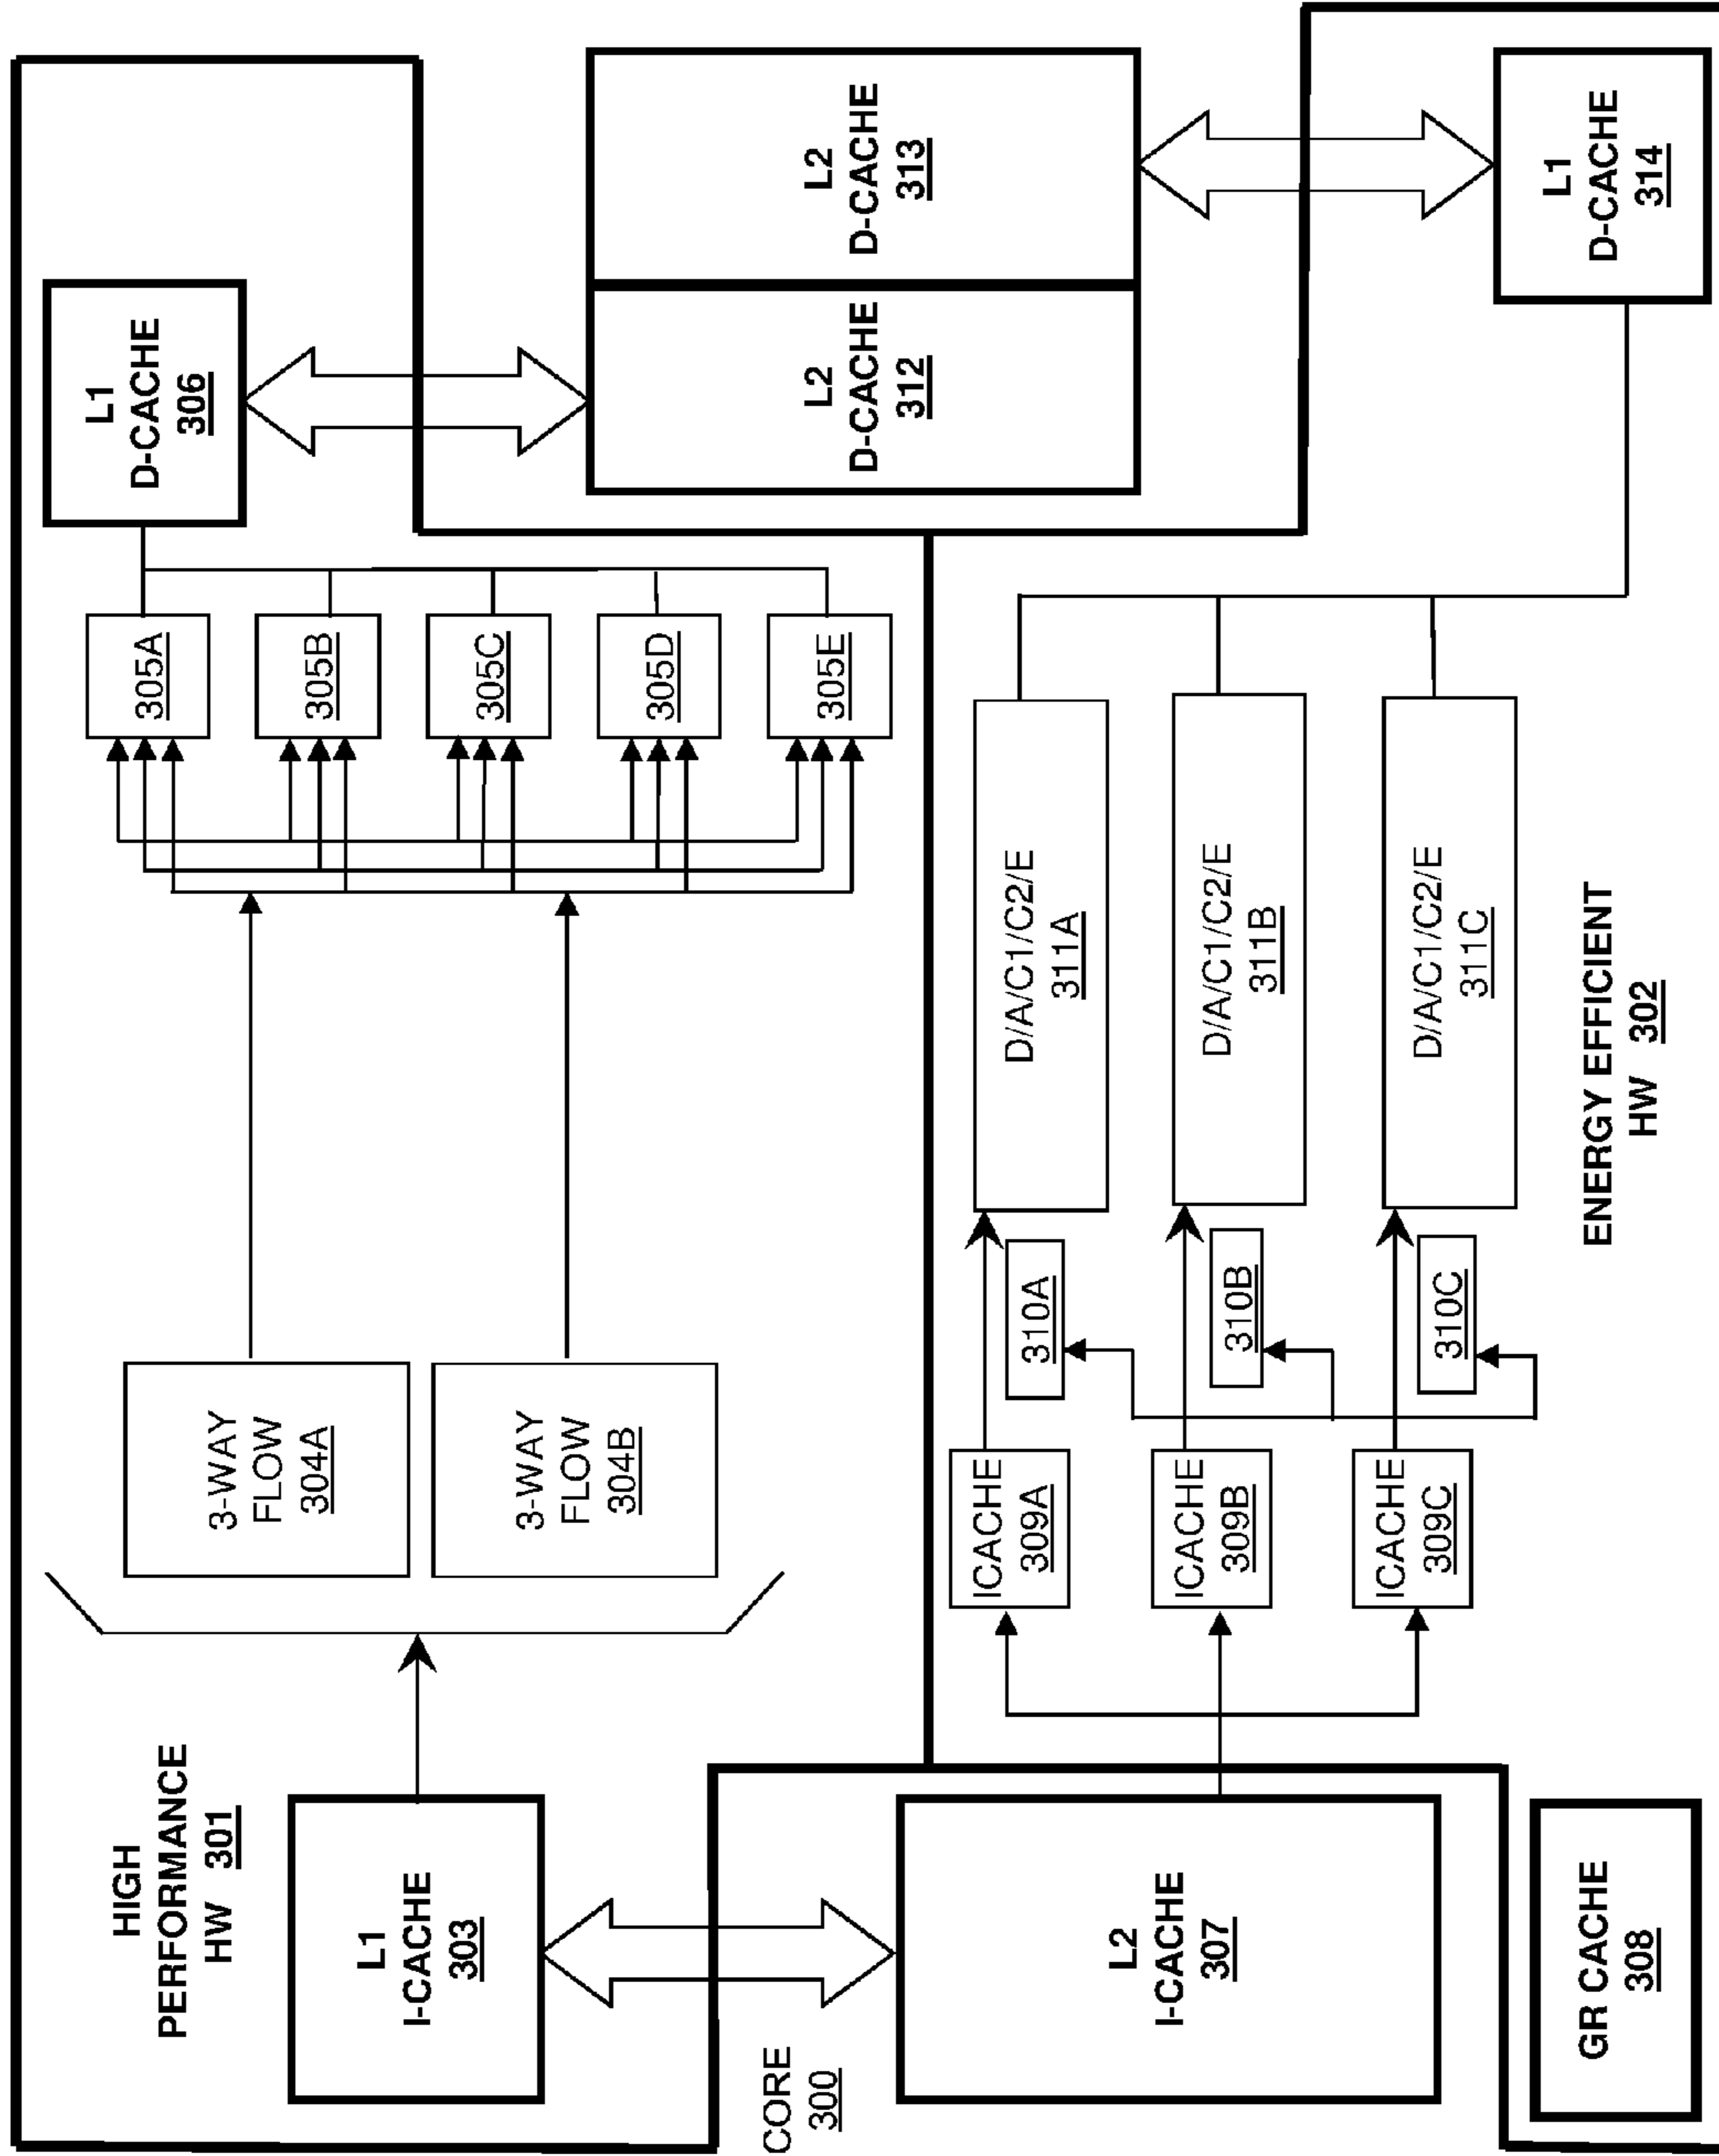 HIGH
PERFORMANCE
HW 301
L1
I-CACHE
303
3-WAY
FLOW
304A
3-WAY
FLOW
304B
305A
305B
305C
305D
305E
L1
D-CACHE
306
CORE
300
L2
I-CACHE
307
GR CACHE
308
ICACHE
309A
ICACHE
309B
ICACHE
309C
310A
310B
310C
D/A/C1/C2/E
311A
D/A/C1/C2/E
311B
D/A/C1/C2/E
311C
ENERGY EFFICIENT
HW 302
L2
D-CACHE
312
L2
D-CACHE
313
L1
D-CACHE
314